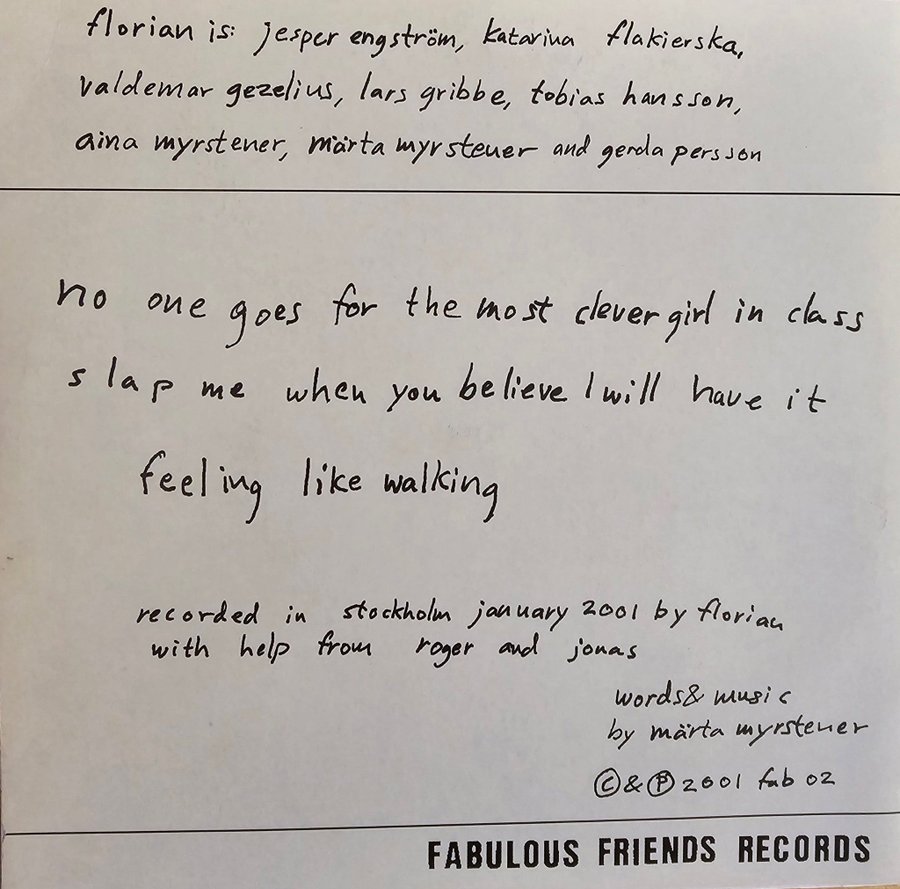 florian is: jesper engström, katarina flakierska,
valdemar gezelius, lars gribbe, tobias hansson,
aina myrstener, märta myrstener and gerda persson
no one goes for the most clever girl in class
slap me when you believe I will have it
feeling like walking
recorded in stockholm january 2001 by florian
with help from roger and jonas
words & music
by märta myrstener
©&℗ 2001 fab 02
FABULOUS FRIENDS RECORDS